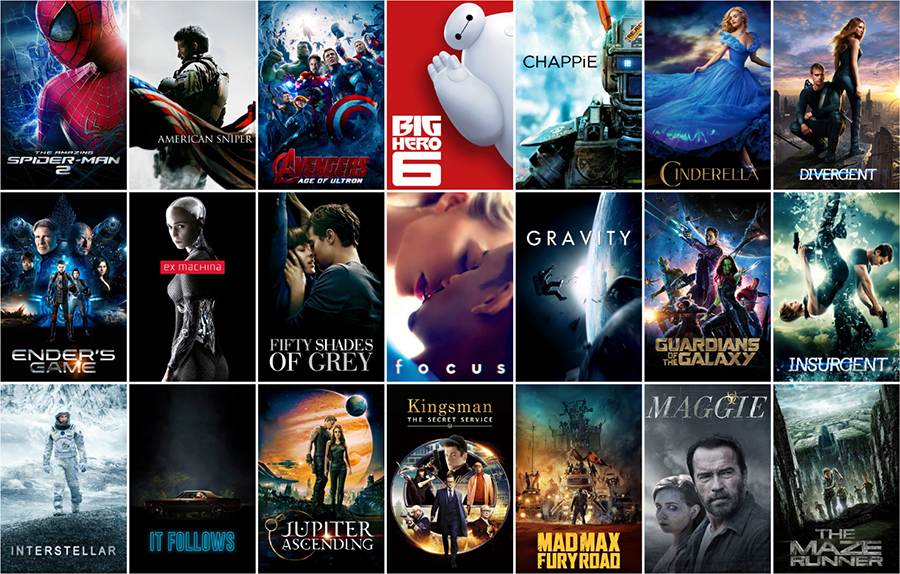 THE AMAZING
SPIDER-MAN
2
AMERICAN SNIPER
AVENGERS
AGE OF ULTRON
BIG
HERO
6
CHAPPiE
CINDERELLA
DIVERGENT
ENDER'S
GAME
ex machina
FIFTY SHADES
OF GREY
focus
GRAVITY
GUARDIANS
OF THE
GALAXY
INSURGENT
INTERSTELLAR
IT FOLLOWS
JUPITER
ASCENDING
Kingsman
THE SECRET SERVICE
MAD MAX
FURY ROAD
MAGGIE
THE
MAZE
RUNNER